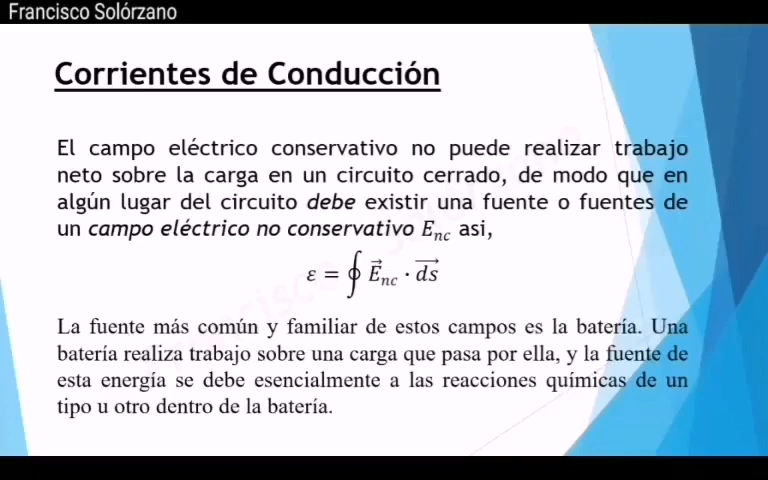 Francisco Solórzano
Corrientes de Conducción
El campo eléctrico conservativo no puede realizar trabajo
neto sobre la carga en un circuito cerrado, de modo que en
algún lugar del circuito debe existir una fuente o fuentes de
un campo eléctrico no conservativo Eₙ꜀ asi,
ε = ∮ E⃗ₙ꜀ · d⃗s⃗
La fuente más común y familiar de estos campos es la batería. Una
batería realiza trabajo sobre una carga que pasa por ella, y la fuente de
esta energía se debe esencialmente a las reacciones químicas de un
tipo u otro dentro de la batería.